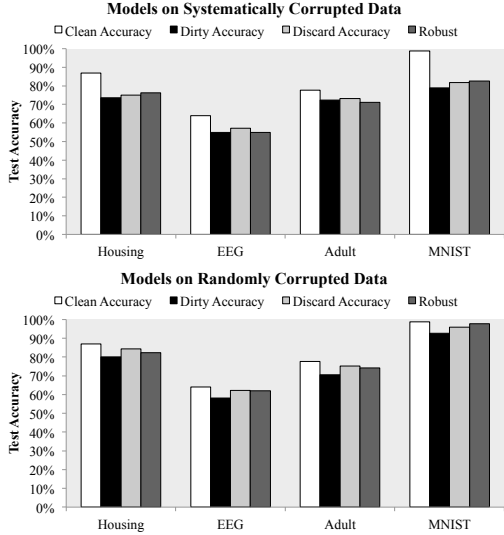 Models on Systematically Corrupted Data
Clean Accuracy Dirty Accuracy Discard Accuracy Robust
Test Accuracy
100%
90%
80%
70%
60%
50%
40%
30%
20%
10%
0%
Housing EEG Adult MNIST
Models on Randomly Corrupted Data
Clean Accuracy Dirty Accuracy Discard Accuracy Robust
Test Accuracy
100%
90%
80%
70%
60%
50%
40%
30%
20%
10%
0%
Housing EEG Adult MNIST